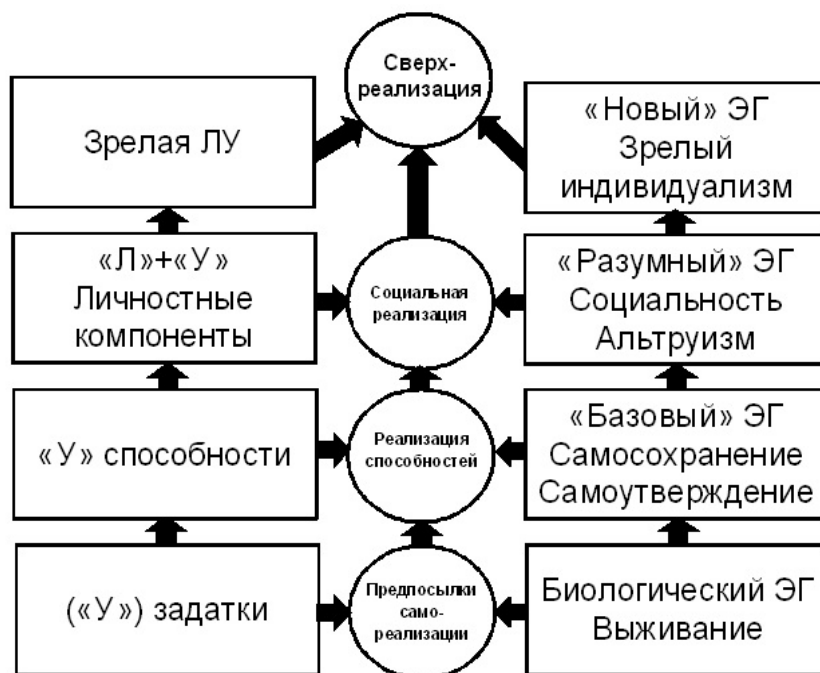 Сверх-
реализация
Зрелая ЛУ
«Новый» ЭГ
Зрелый
индивидуализм
«Л»+«У»
Личностные
компоненты
Социальная
реализация
«Разумный» ЭГ
Социальность
Альтруизм
«У» способности
Реализация
способностей
«Базовый» ЭГ
Самосохранение
Самоутверждение
(«У») задатки
Предпосылки
само-
реализации
Биологический ЭГ
Выживание